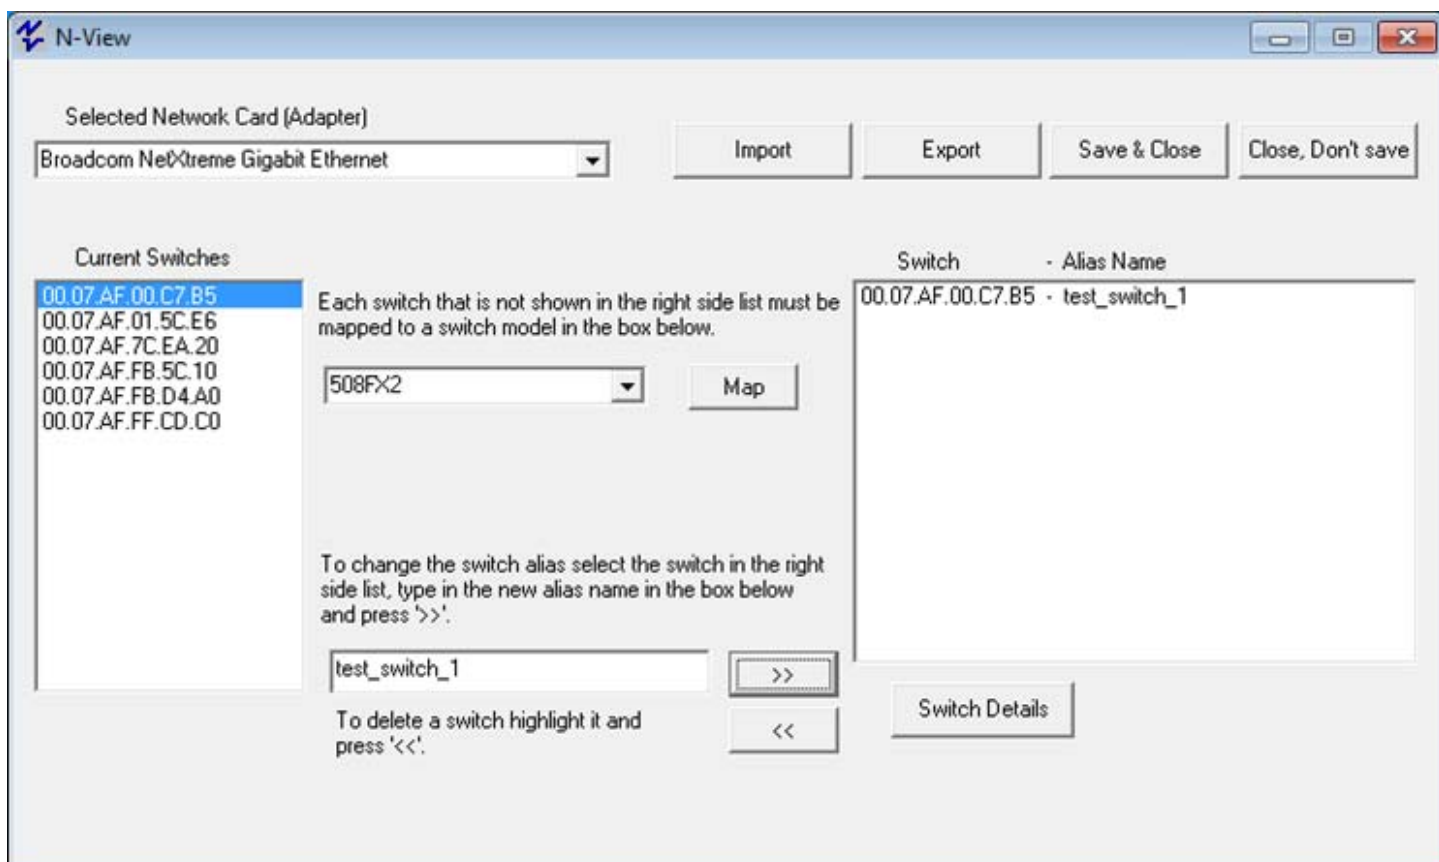 N-View
Selected Network Card (Adapter)
Broadcom NetXtreme Gigabit Ethernet
Import
Export
Save & Close
Close, Don't save
Current Switches
00.07.AF.00.C7.B5
00.07.AF.01.5C.E6
00.07.AF.7C.EA.20
00.07.AF.FB.5C.10
00.07.AF.FB.D4.A0
00.07.AF.FF.CD.C0
Each switch that is not shown in the right side list must be
mapped to a switch model in the box below.
508FX2
Map
To change the switch alias select the switch in the right
side list, type in the new alias name in the box below
and press '>>'.
test_switch_1
>>
To delete a switch highlight it and
press '<<'.
<<
Switch - Alias Name
00.07.AF.00.C7.B5 - test_switch_1
Switch Details